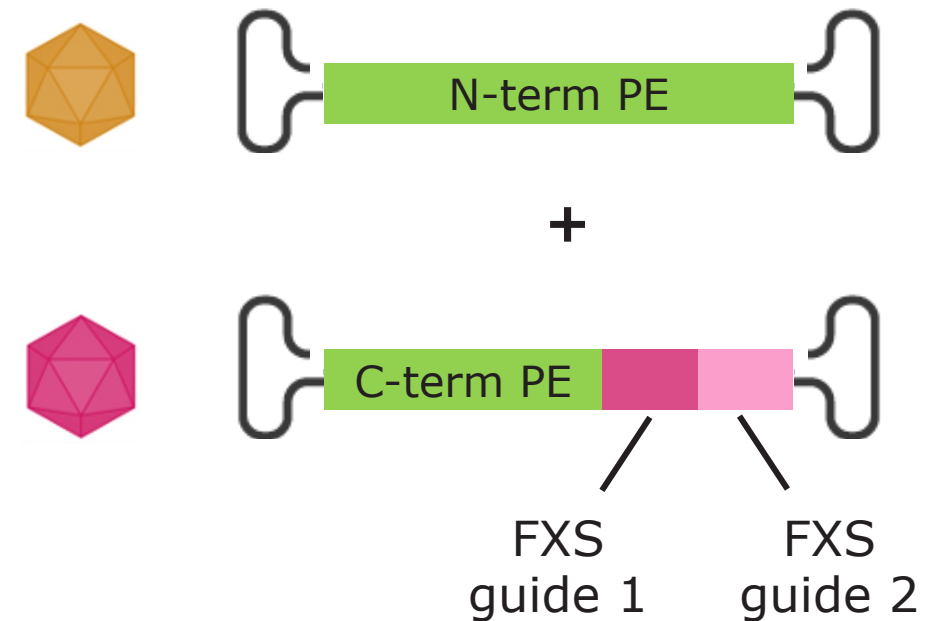 N-term PE
+
C-term PE
FXS
guide 1
FXS
guide 2